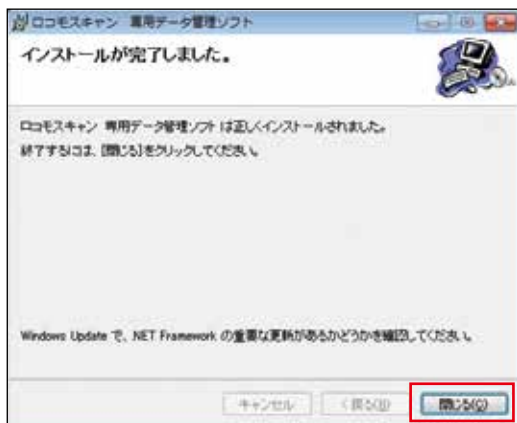 ロコモスキャン 専用データ管理ソフト
インストールが完了しました。
ロコモスキャン 専用データ管理ソフト は正しくインストールされました。
終了するには、[閉じる]をクリックしてください。
Windows Update で、.NET Framework の重要な更新があるかどうかを確認してください。
キャンセル < 戻る(B) 閉じる(C)